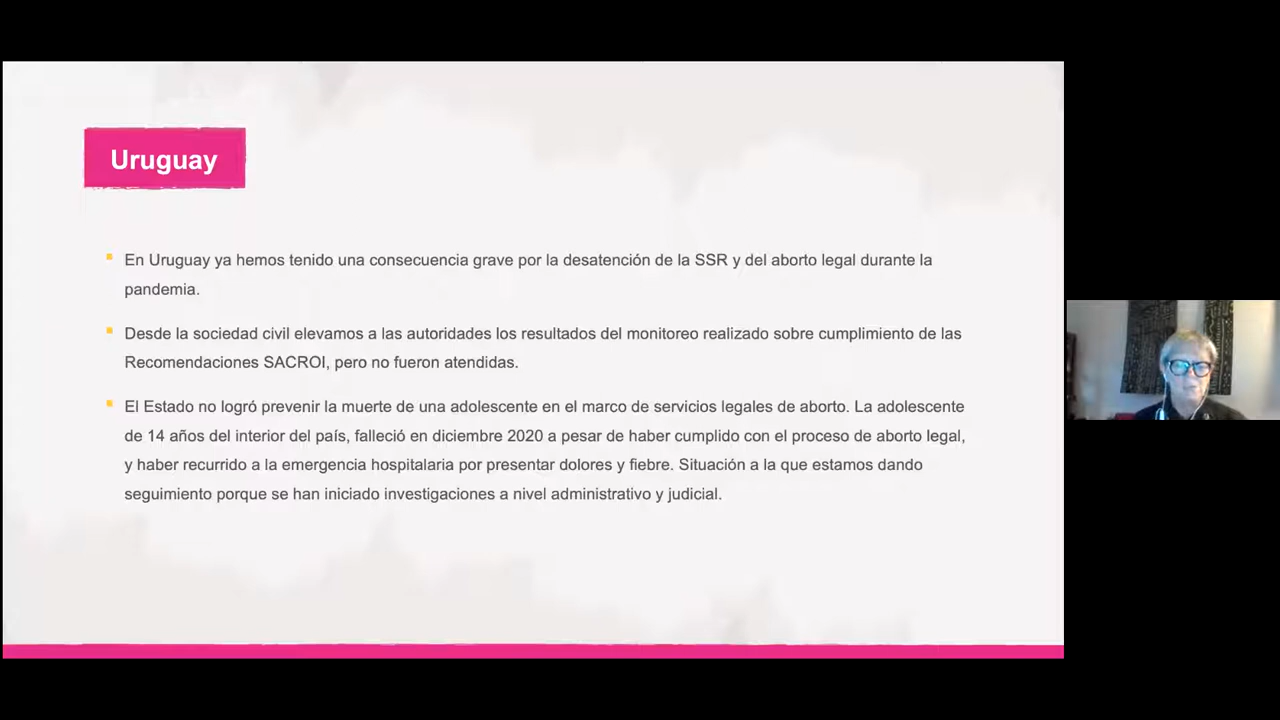 Uruguay
En Uruguay ya hemos tenido una consecuencia grave por la desatención de la SSR y del aborto legal durante la
pandemia.
Desde la sociedad civil elevamos a las autoridades los resultados del monitoreo realizado sobre cumplimiento de las
Recomendaciones SACROI, pero no fueron atendidas.
El Estado no logró prevenir la muerte de una adolescente en el marco de servicios legales de aborto. La adolescente
de 14 años del interior del país, falleció en diciembre 2020 a pesar de haber cumplido con el proceso de aborto legal,
y haber recurrido a la emergencia hospitalaria por presentar dolores y fiebre. Situación a la que estamos dando
seguimiento porque se han iniciado investigaciones a nivel administrativo y judicial.